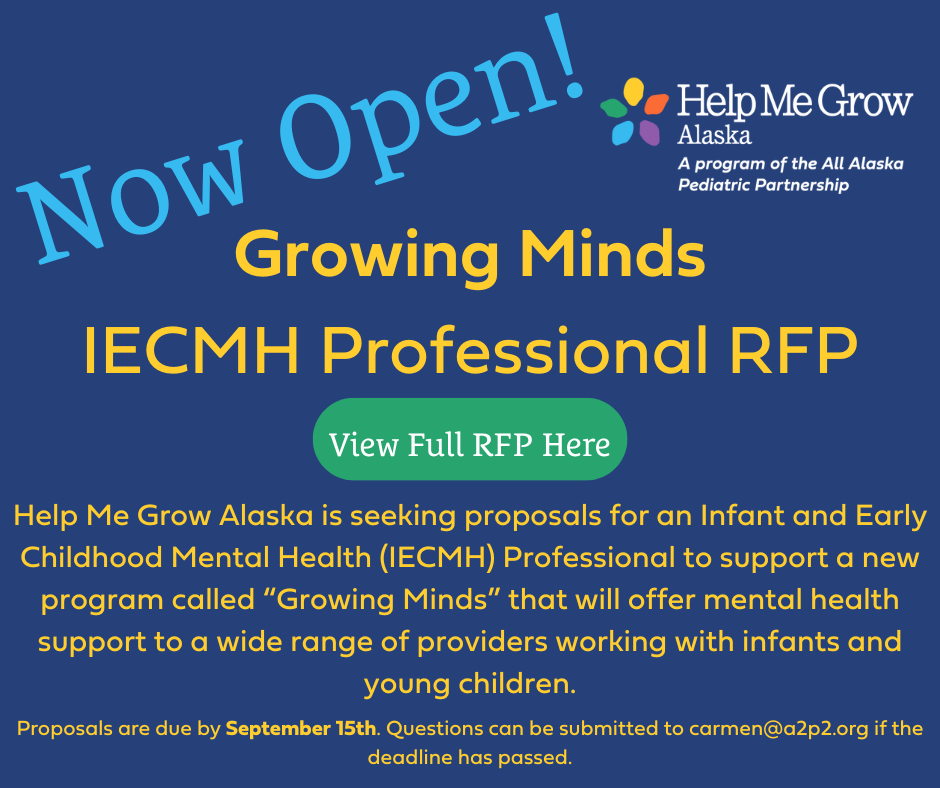 Now Open!
Help Me Grow
Alaska
A program of the All Alaska
Pediatric Partnership
Growing Minds
IECMH Professional RFP
View Full RFP Here
Help Me Grow Alaska is seeking proposals for an Infant and Early
Childhood Mental Health (IECMH) Professional to support a new
program called “Growing Minds” that will offer mental health
support to a wide range of providers working with infants and
young children.
Proposals are due by September 15th. Questions can be submitted to carmen@a2p2.org if the
deadline has passed.